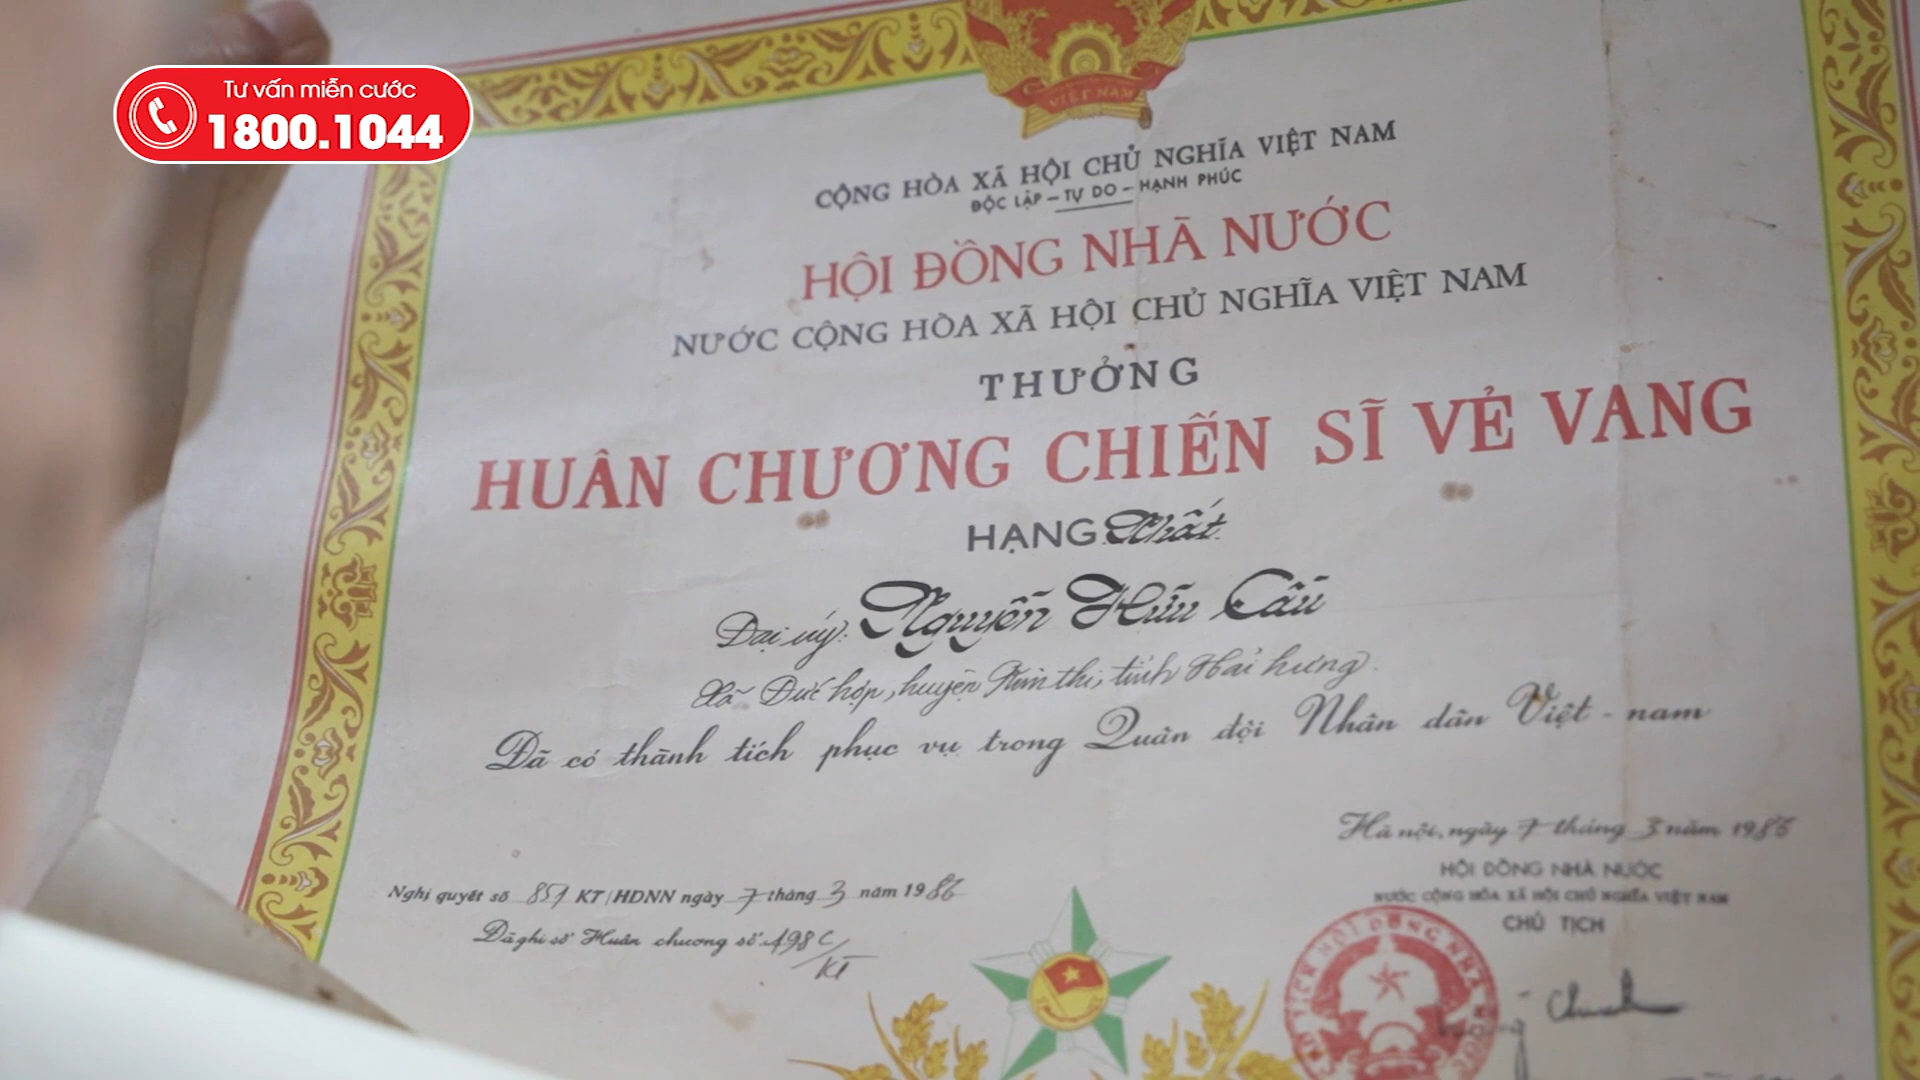 Tư vấn miễn cước
1800.1044
VIỆT NAM
CỘNG HÒA XÃ HỘI CHỦ NGHĨA VIỆT NAM
ĐỘC LẬP - TỰ DO - HẠNH PHÚC
HỘI ĐỒNG NHÀ NƯỚC
NƯỚC CỘNG HÒA XÃ HỘI CHỦ NGHĨA VIỆT NAM
THƯỞNG
HUÂN CHƯƠNG CHIẾN SĨ VẺ VANG
HẠNG Nhất
Đại úy: Nguyễn Hữu Cầu
Xã Đức hợp, huyện Kim thi, tỉnh Hải hưng.
Đã có thành tích phục vụ trong Quân đội Nhân dân Việt-nam
Hà nội, ngày 7 tháng 3 năm 1986
HỘI ĐỒNG NHÀ NƯỚC
NƯỚC CỘNG HÒA XÃ HỘI CHỦ NGHĨA VIỆT NAM
CHỦ TỊCH
Nghị quyết số 851 KT/HĐNN ngày 7 tháng 3 năm 1986
Đã ghi sổ Huân chương số 498 C/KT